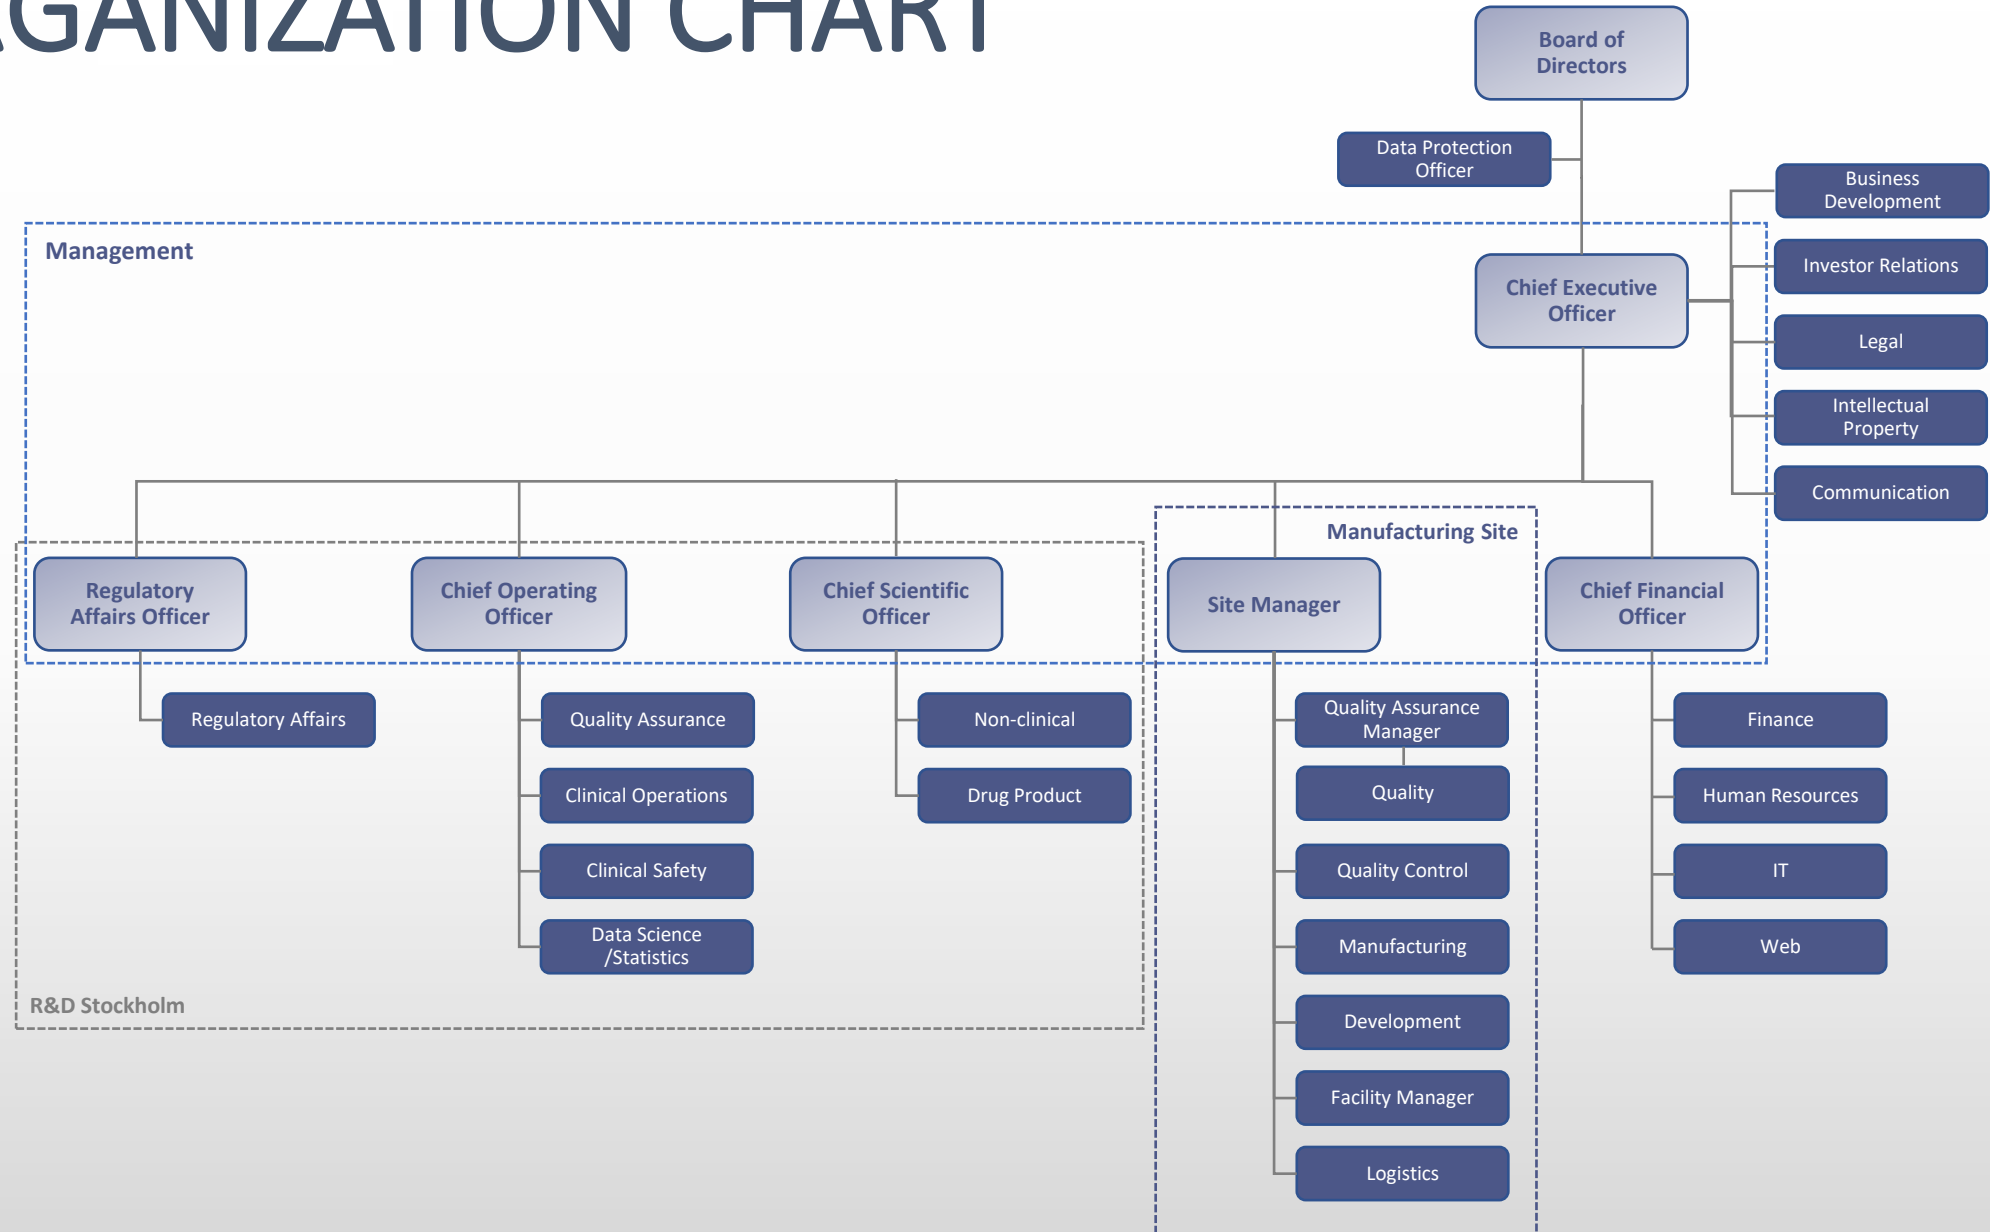 RGANIZATION CHART
Board of
Directors
Data Protection
Officer
Business
Development
Management
Investor Relations
Chief Executive
Officer
Legal
Intellectual
Property
Communication
Manufacturing Site
Regulatory
Affairs Officer
Chief Operating
Officer
Chief Scientific
Officer
Site Manager
Chief Financial
Officer
Regulatory Affairs
Quality Assurance
Clinical Operations
Clinical Safety
Data Science
/Statistics
Non-clinical
Drug Product
Quality Assurance
Manager
Quality
Quality Control
Manufacturing
Development
Facility Manager
Logistics
Finance
Human Resources
IT
Web
R&D Stockholm